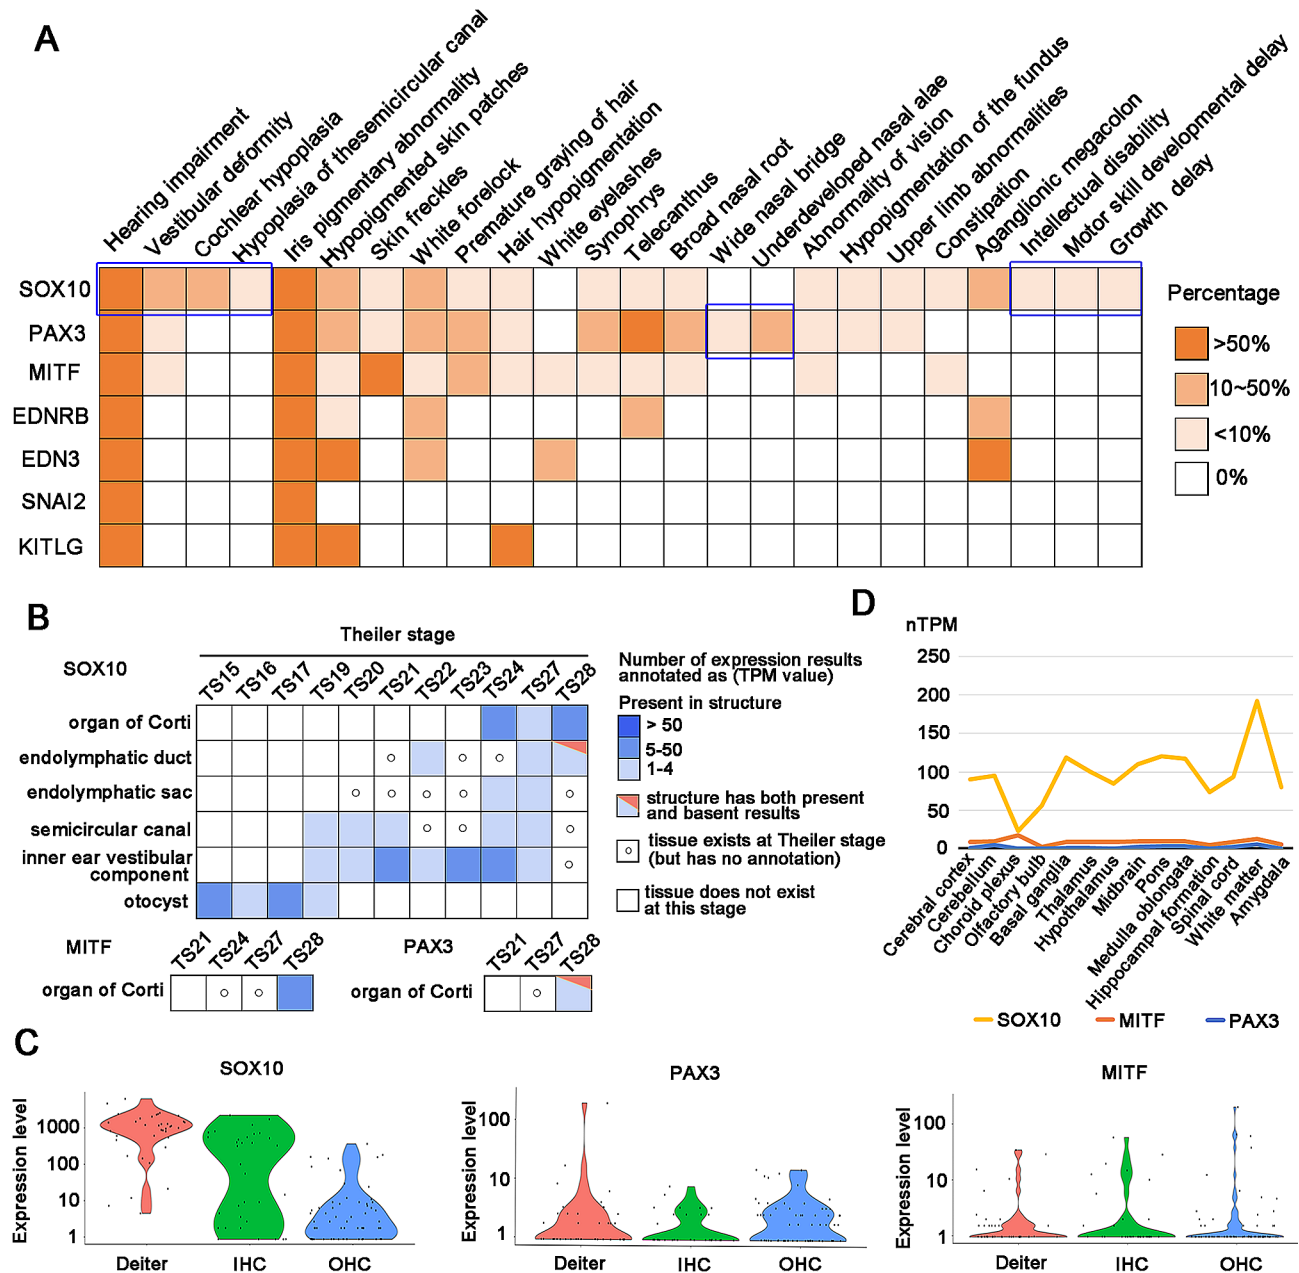 A
Hearing impairment
Vestibular deformity
Cochlear hypoplasia
Hypoplasia of thesemicircular canal
Iris pigmentary abnormality
Hypopigmented skin patches
Skin freckles
White forelock
Premature graying of hair
Hair hypopigmentation
White eyelashes
Synophrys
Telecanthus
Broad nasal root
Wide nasal bridge
Underdeveloped nasal alae
Abnormality of vision
Hypopigmentation of the fundus
Upper limb abnormalities
Constipation
Aganglionic megacolon
Intellectual disability
Motor skill developmental delay
Growth delay
SOX10
PAX3
MITF
EDNRB
EDN3
SNAI2
KITLG
Percentage
>50%
10~50%
<10%
0%
B
Theiler stage
SOX10
TS15
TS16
TS17
TS19
TS20
TS21
TS22
TS23
TS24
TS27
TS28
organ of Corti
endolymphatic duct
endolymphatic sac
semicircular canal
inner ear vestibular
component
otocyst
Number of expression results
annotated as (TPM value)
Present in structure
> 50
5-50
1-4
structure has both present
and basent results
tissue exists at Theiler stage
(but has no annotation)
tissue does not exist
at this stage
MITF
TS21
TS24
TS27
TS28
organ of Corti
PAX3
TS21
TS27
TS28
organ of Corti
D
nTPM
250
200
150
100
50
0
Cerebral cortex
Cerebellum
Choroid plexus
Olfactory bulb
Basal ganglia
Thalamus
Hypothalamus
Midbrain
Pons
Medulla oblongata
Hippocampal formation
Spinal cord
White matter
Amygdala
SOX10
MITF
PAX3
C
SOX10
Expression level
1000
100
10
1
Deiter
IHC
OHC
PAX3
Expression level
100
10
1
Deiter
IHC
OHC
MITF
Expression level
100
10
1
Deiter
IHC
OHC